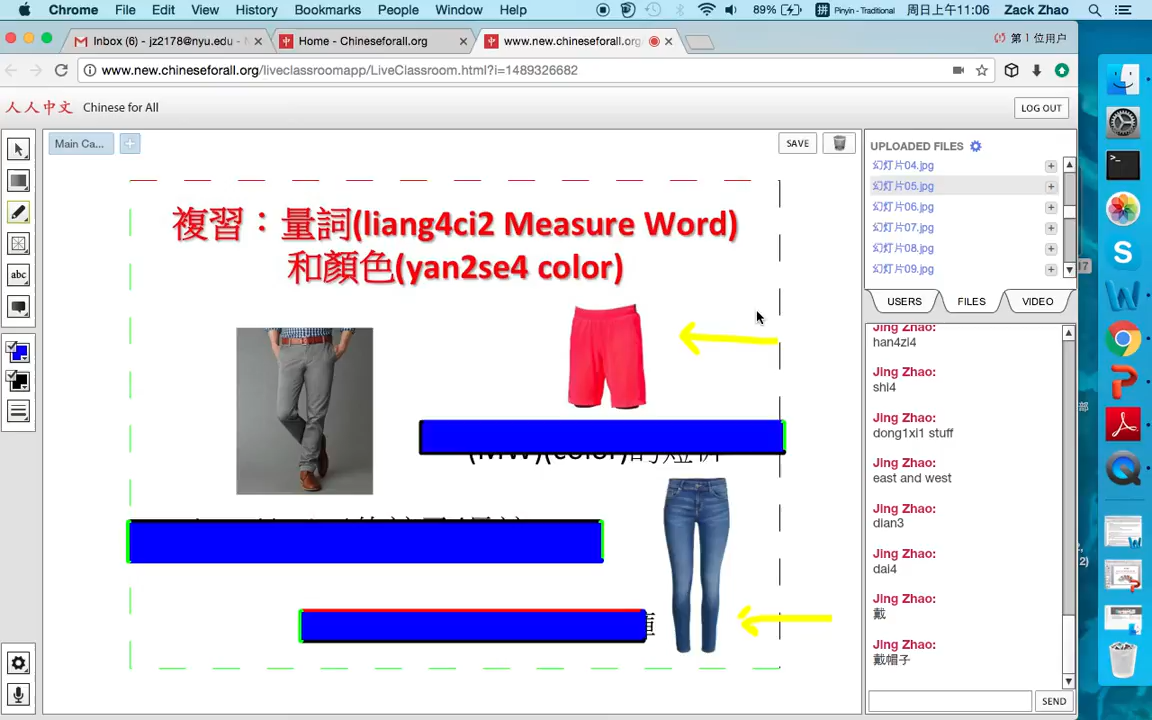 Chrome File Edit View History Bookmarks People Window Help 89% Pinyin - Traditional 周日上午11:06 Zack Zhao
Inbox (6) - jz2178@nyu.edu - Home - Chineseforall.org www.new.chineseforall.org 第 1 位用户
www.new.chineseforall.org/liveclassroomapp/LiveClassroom.html?i=1489326682
人人中文 Chinese for All LOG OUT
Main Ca... SAVE
abc
複習：量詞(liang4ci2 Measure Word)
和顏色(yan2se4 color)
(MW)(color)的短褲
UPLOADED FILES
幻灯片04.jpg
幻灯片05.jpg
幻灯片06.jpg
幻灯片07.jpg
幻灯片08.jpg
幻灯片09.jpg
USERS FILES VIDEO
Jing Zhao:
han4zi4
Jing Zhao:
shi4
Jing Zhao:
dong1xi1 stuff
Jing Zhao:
east and west
Jing Zhao:
dian3
Jing Zhao:
dai4
Jing Zhao:
戴
Jing Zhao:
戴帽子
SEND